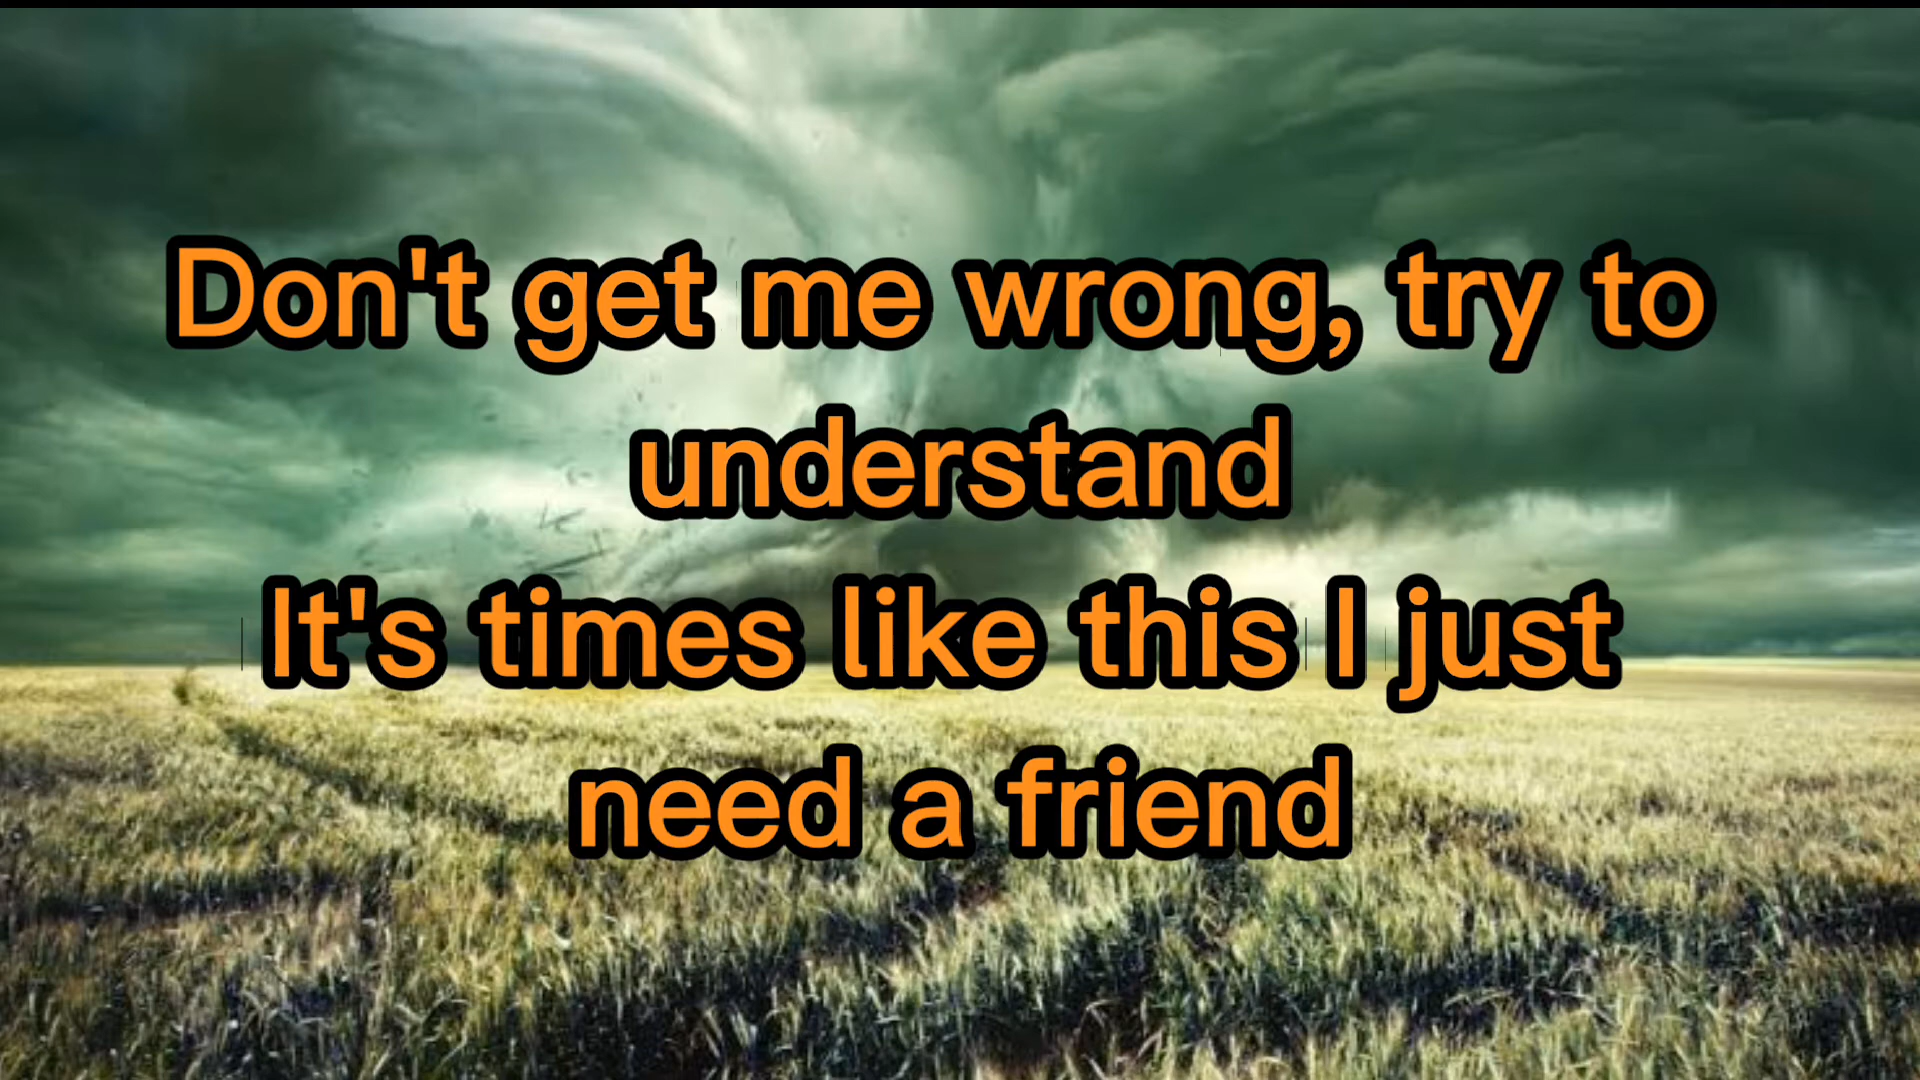 Don't get me wrong, try to
understand
It's times like this I just
need a friend